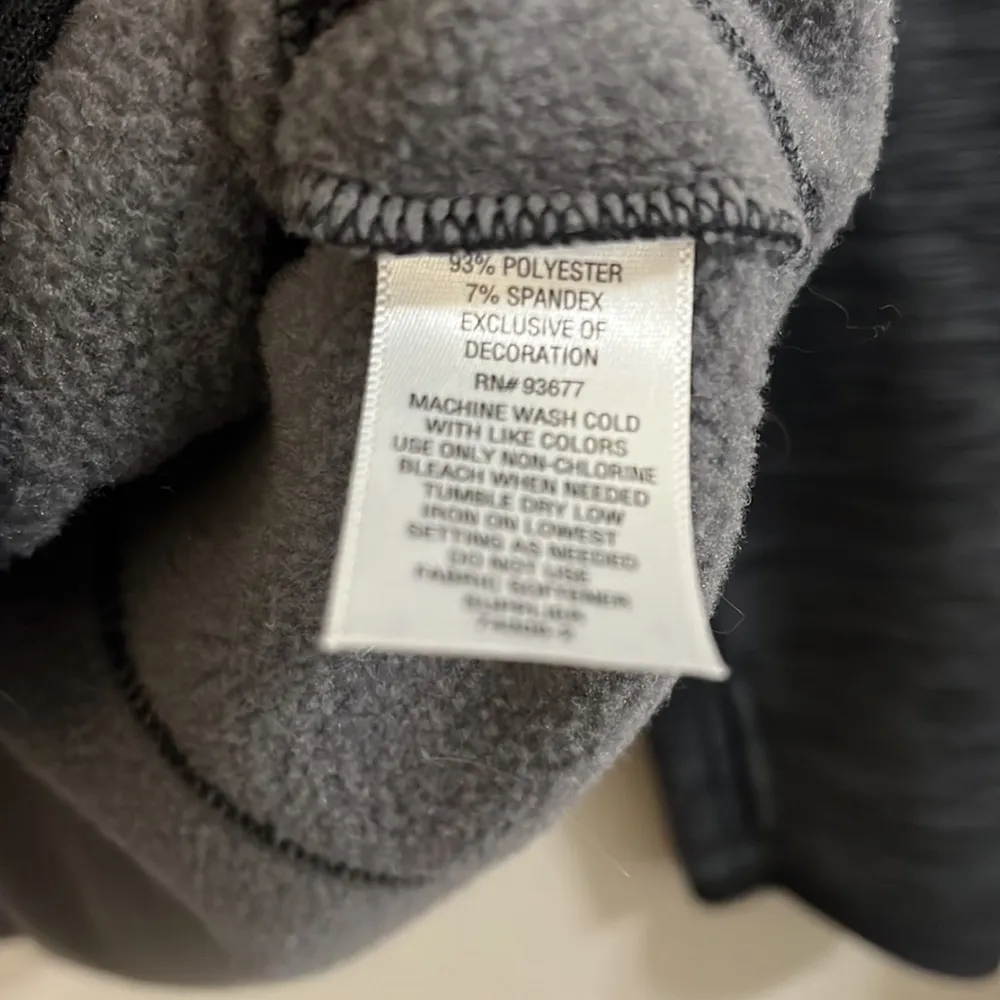 93% POLYESTER
7% SPANDEX
EXCLUSIVE OF
DECORATION
RN# 93677
MACHINE WASH COLD
WITH LIKE COLORS
USE ONLY NON-CHLORINE
BLEACH WHEN NEEDED
TUMBLE DRY LOW
IRON ON LOWEST
SETTING AS NEEDED
DO NOT USE
FABRIC SOFTENER
SUPPLIER